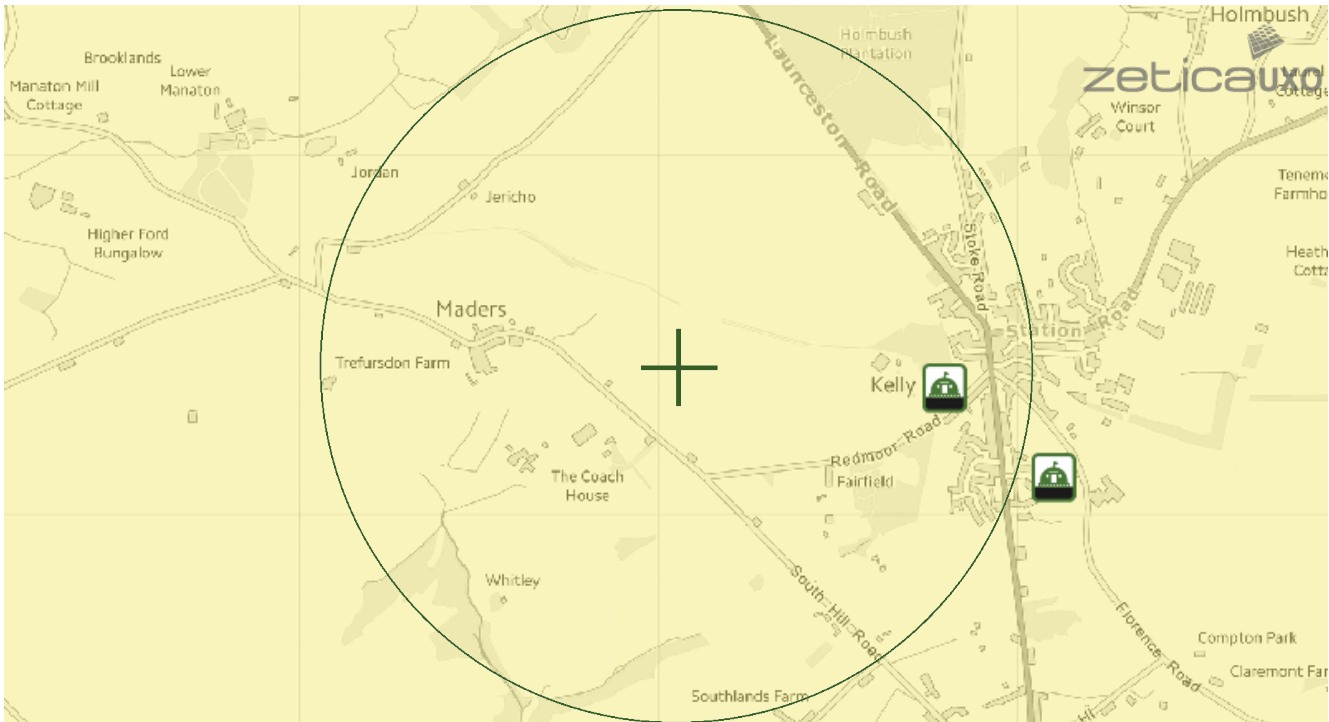 Holmbush
Holmbush
Plantation
zeticauxo
Laurel
Cottage
Brooklands
Lower
Manaton
Manaton Mill
Cottage
Winsor
Court
Launceston Road
Jordan
Jericho
Higher Ford
Bungalow
Stoke Road
Station Road
Maders
Trefursdon Farm
Kelly
Redmoor Road
Fairfield
The Coach
House
Whitley
South Hill Road
Florence Road
Compton Park
Southlands Farm